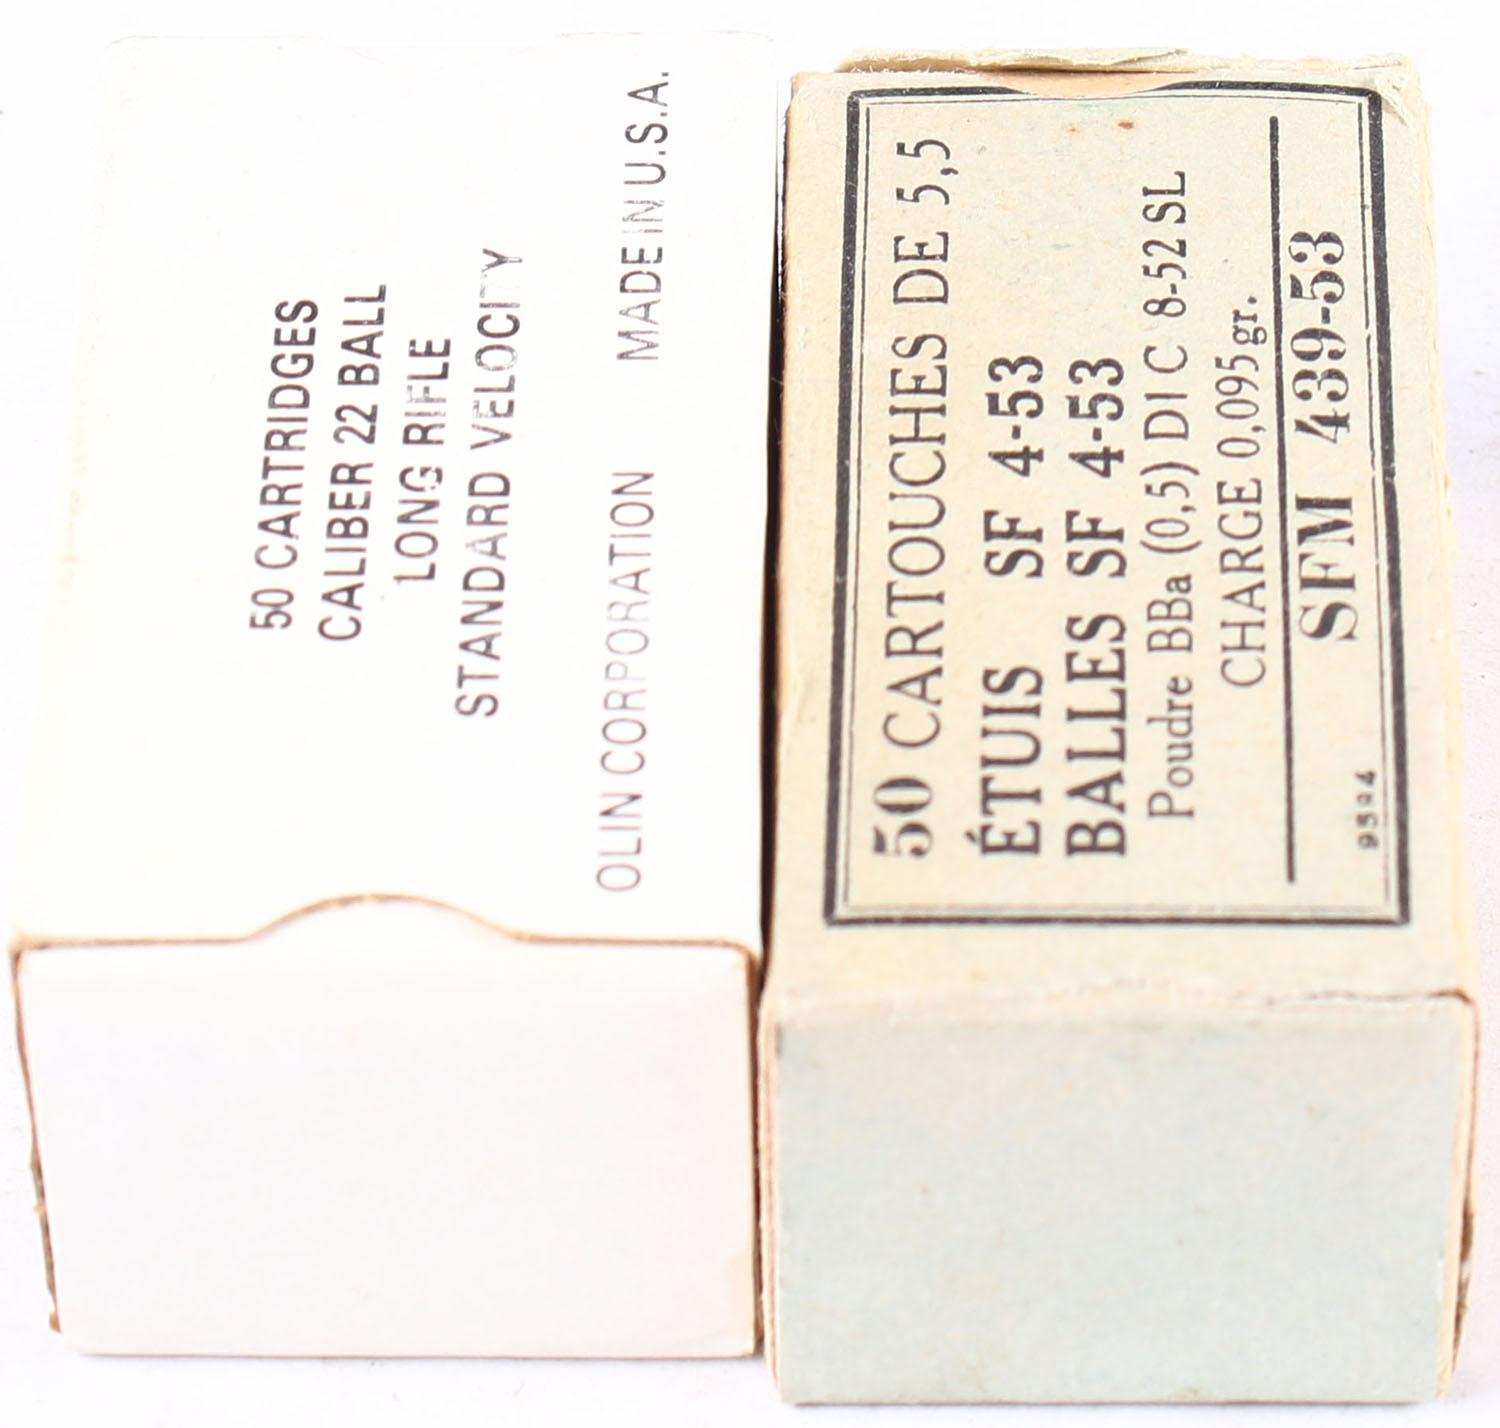 50 CARTRIDGES
CALIBER 22 BALL
LONG RIFLE
STANDARD VELOCITY
OLIN CORPORATION MADE IN U.S.A.
50 CARTOUCHES DE 5,5
ÉTUIS SF 4-53
BALLES SF 4-53
Poudre BBa (0,5) DI C 8-52 SL
CHARGE 0,095 gr.
SFM 439-53